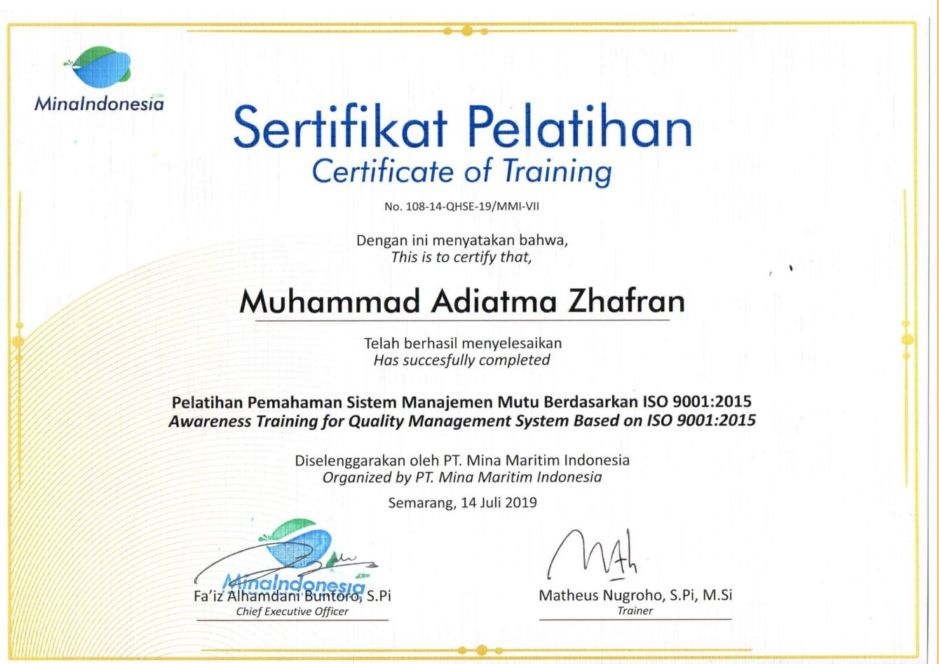 MinaIndonesia
Sertifikat Pelatihan
Certificate of Training
No. 108-14-QHSE-19/MMI-VII
Dengan ini menyatakan bahwa,
This is to certify that,
Muhammad Adiatma Zhafran
Telah berhasil menyelesaikan
Has succesfully completed
Pelatihan Pemahaman Sistem Manajemen Mutu Berdasarkan ISO 9001:2015
Awareness Training for Quality Management System Based on ISO 9001:2015
Diselenggarakan oleh PT. Mina Maritim Indonesia
Organized by PT. Mina Maritim Indonesia
Semarang, 14 Juli 2019
MinaIndonesia
Fa'iz Alhamdani Buntoro, S.Pi
Chief Executive Officer
Matheus Nugroho, S.Pi, M.Si
Trainer